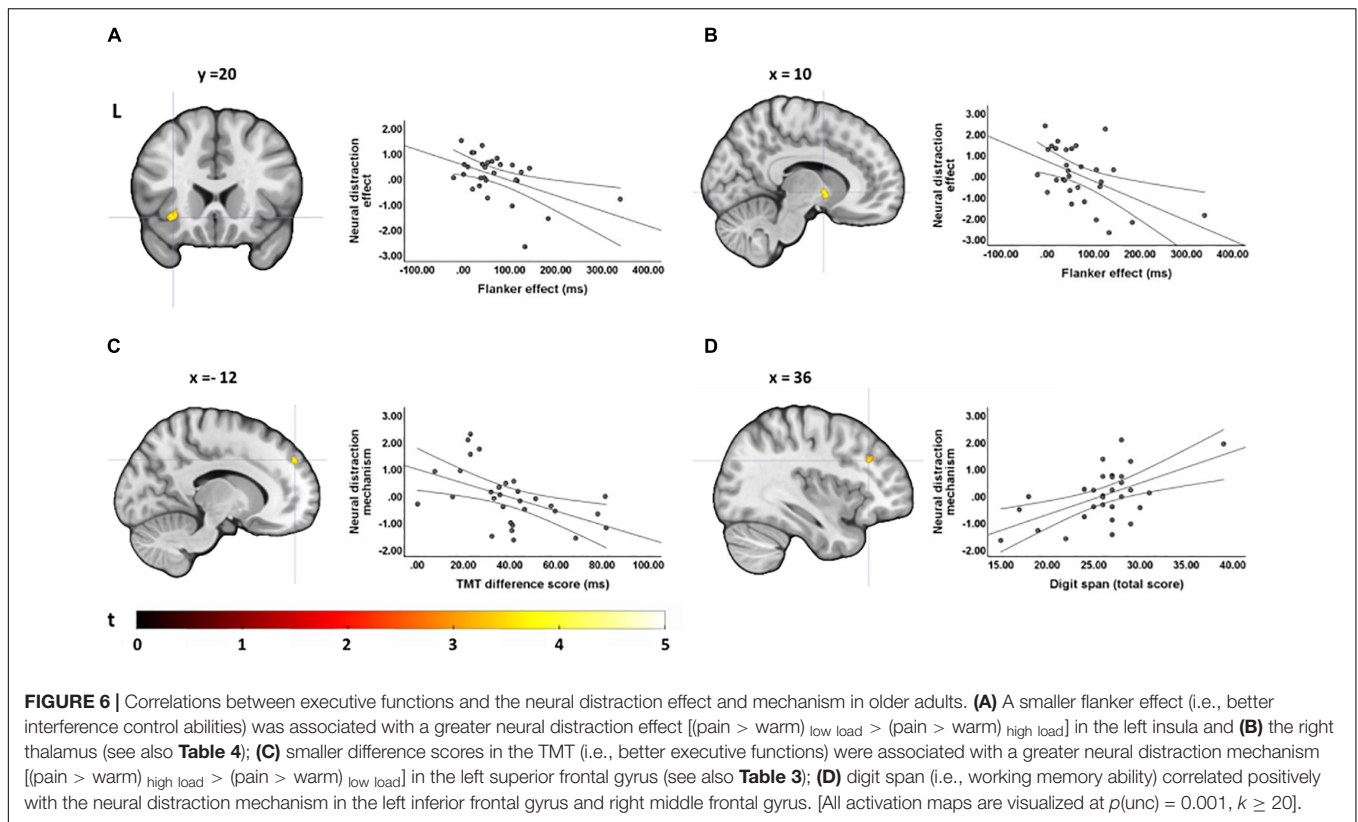 A
B
y =20
x = 10
L
Neural distraction effect
2.00
1.00
.00
-1.00
-2.00
-3.00
-100.00 .00 100.00 200.00 300.00 400.00
Flanker effect (ms)
Neural distraction effect
3.00
2.00
1.00
.00
-1.00
-2.00
-3.00
-100.00 .00 100.00 200.00 300.00 400.00
Flanker effect (ms)
C
D
x =- 12
x = 36
Neural distraction mechanism
3.00
2.00
1.00
.00
-1.00
-2.00
.00 20.00 40.00 60.00 80.00 100.00
TMT difference score (ms)
Neural distraction mechanism
3.00
2.00
1.00
.00
-1.00
-2.00
15.00 20.00 25.00 30.00 35.00 40.00
Digit span (total score)
t
0 1 2 3 4 5
FIGURE 6 | Correlations between executive functions and the neural distraction effect and mechanism in older adults. (A) A smaller flanker effect (i.e., better
interference control abilities) was associated with a greater neural distraction effect [(pain > warm) low load > (pain > warm) high load] in the left insula and (B) the right
thalamus (see also Table 4); (C) smaller difference scores in the TMT (i.e., better executive functions) were associated with a greater neural distraction mechanism
[(pain > warm) high load > (pain > warm) low load] in the left superior frontal gyrus (see also Table 3); (D) digit span (i.e., working memory ability) correlated positively
with the neural distraction mechanism in the left inferior frontal gyrus and right middle frontal gyrus. [All activation maps are visualized at p(unc) = 0.001, k ≥ 20].